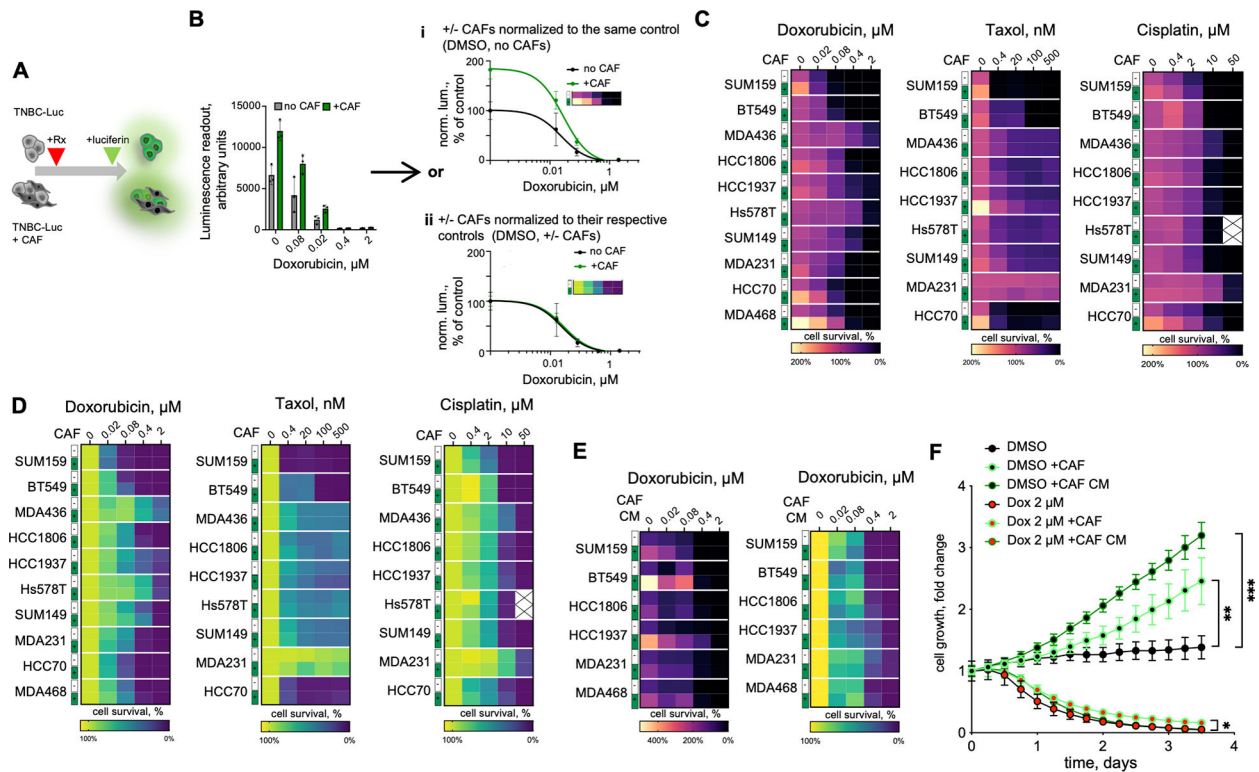 A
TNBC-Luc
+Rx
+luciferin
TNBC-Luc
+ CAF
B
no CAF
+CAF
Luminescence readout,
arbitrary units
15000
10000
5000
0
0
0.08
0.02
0.4
2
Doxorubicin, µM
or
i
+/- CAFs normalized to the same control
(DMSO, no CAFs)
no CAF
+CAF
norm. lum.,
% of control
200
100
0
0.01
1
Doxorubicin, µM
ii
+/- CAFs normalized to their respective
controls (DMSO, +/- CAFs)
no CAF
+CAF
norm. lum.,
% of control
200
100
0
0.01
1
Doxorubicin, µM
C
Doxorubicin, µM
CAF
0 0.02 0.08 0.4 2
SUM159
BT549
MDA436
HCC1806
HCC1937
Hs578T
SUM149
MDA231
HCC70
MDA468
cell survival, %
200% 100% 0%
Taxol, nM
CAF
0 0.4 20 100 500
SUM159
BT549
MDA436
HCC1806
HCC1937
Hs578T
SUM149
MDA231
HCC70
cell survival, %
200% 100% 0%
Cisplatin, µM
CAF
0 0.4 2 10 50
SUM159
BT549
MDA436
HCC1806
HCC1937
Hs578T
SUM149
MDA231
HCC70
cell survival, %
200% 100% 0%
D
Doxorubicin, µM
CAF
0 0.02 0.08 0.4 2
SUM159
BT549
MDA436
HCC1806
HCC1937
Hs578T
SUM149
MDA231
HCC70
MDA468
cell survival, %
100% 0%
Taxol, nM
CAF
0 0.4 20 100 500
SUM159
BT549
MDA436
HCC1806
HCC1937
Hs578T
SUM149
MDA231
HCC70
cell survival, %
100% 0%
Cisplatin, µM
CAF
0 0.4 2 10 50
SUM159
BT549
MDA436
HCC1806
HCC1937
Hs578T
SUM149
MDA231
HCC70
cell survival, %
100% 0%
E
Doxorubicin, µM
CAF
CM
0 0.02 0.08 0.4 2
SUM159
BT549
HCC1806
HCC1937
MDA231
MDA468
cell survival, %
400% 200% 0%
Doxorubicin, µM
CAF
CM
0 0.02 0.08 0.4 2
SUM159
BT549
HCC1806
HCC1937
MDA231
MDA468
cell survival, %
100% 0%
F
DMSO
DMSO +CAF
DMSO +CAF CM
Dox 2 µM
Dox 2 µM +CAF
Dox 2 µM +CAF CM
cell growth, fold change
4
3
2
1
0
0 1 2 3 4
time, days
**
***
*